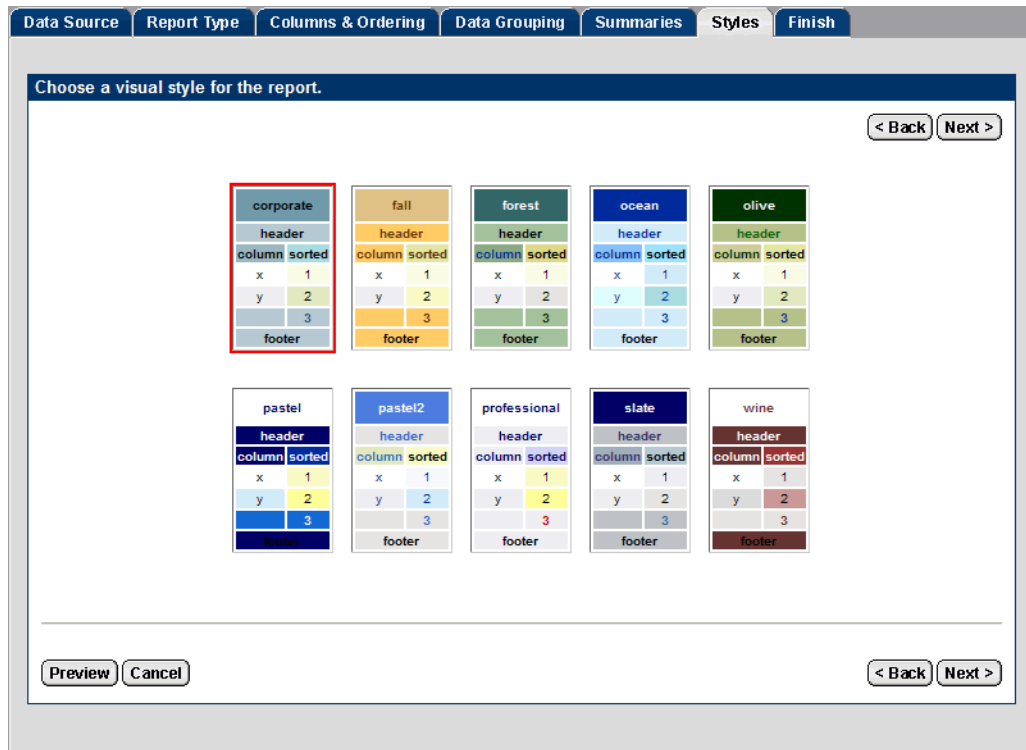 Data Source Report Type Columns & Ordering Data Grouping Summaries Styles Finish
Choose a visual style for the report.
< Back Next >
corporate fall forest ocean olive
header header header header header
column sorted column sorted column sorted column sorted column sorted
x 1 x 1 x 1 x 1 x 1
y 2 y 2 y 2 y 2 y 2
3 3 3 3 3
footer footer footer footer footer
pastel pastel2 professional slate wine
header header header header header
column sorted column sorted column sorted column sorted column sorted
x 1 x 1 x 1 x 1 x 1
y 2 y 2 y 2 y 2 y 2
3 3 3 3 3
footer footer footer footer footer
Preview Cancel < Back Next >